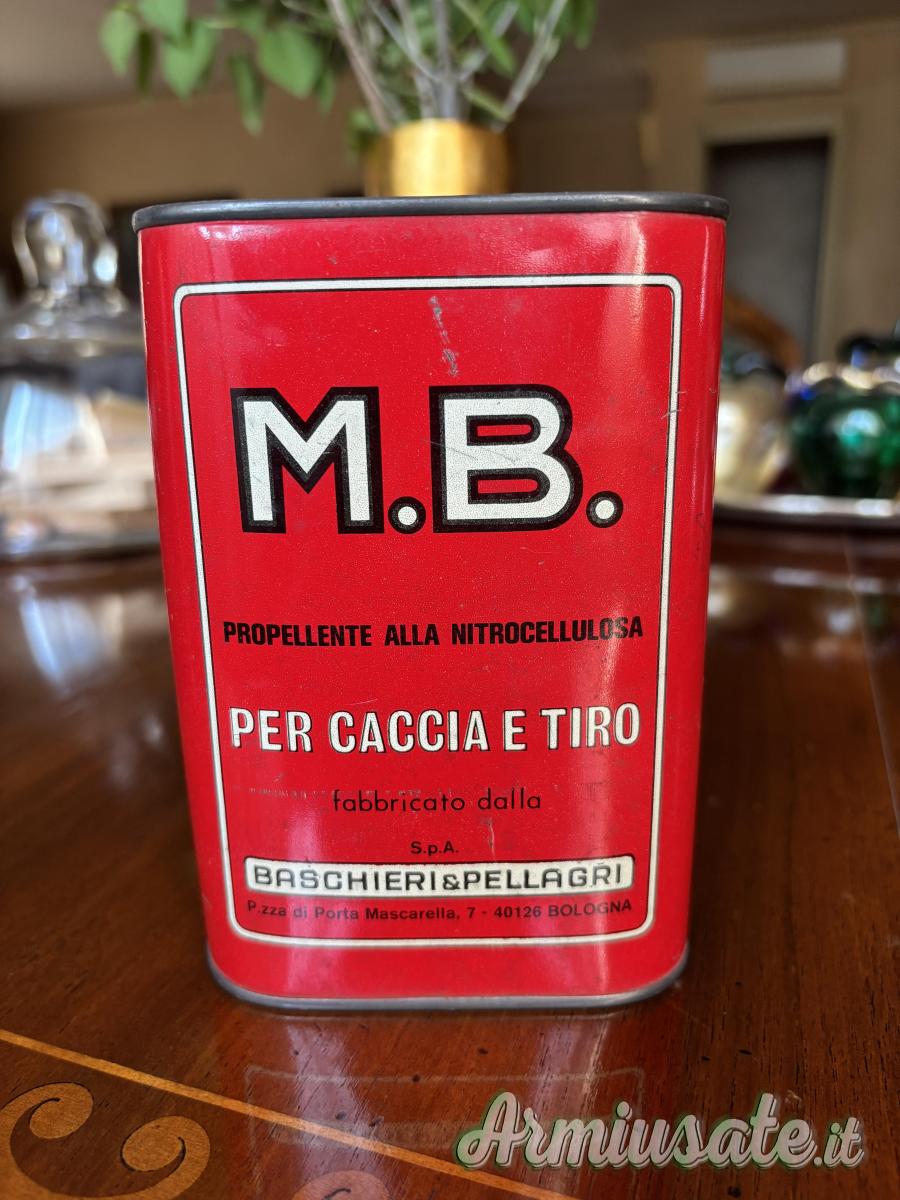 M.B.
PROPELLENTE ALLA NITROCELLULOSA
PER CACCIA E TIRO
fabbricato dalla
S.p.A.
BASCHIERI&PELLAGRI
P.zza di Porta Mascarella, 7 - 40126 BOLOGNA
Armiusate.it